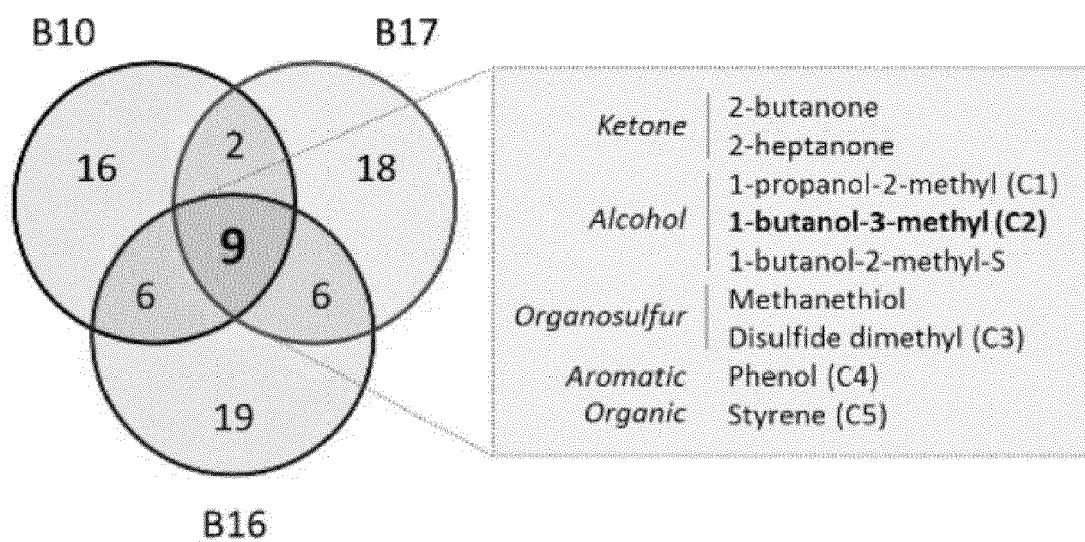 B10
B17
16
2
18
9
6
6
19
B16
Ketone
2-butanone
2-heptanone
Alcohol
1-propanol-2-methyl (C1)
1-butanol-3-methyl (C2)
1-butanol-2-methyl-S
Organosulfur
Methanethiol
Disulfide dimethyl (C3)
Aromatic
Phenol (C4)
Organic
Styrene (C5)